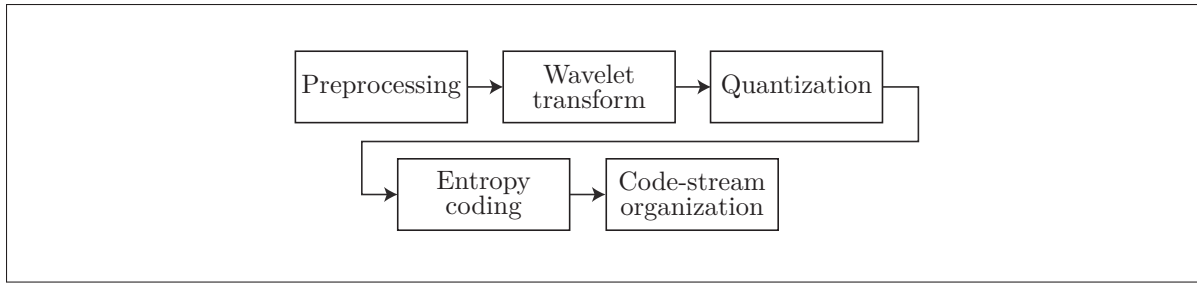 Preprocessing
Wavelet
transform
Quantization
Entropy
coding
Code-stream
organization